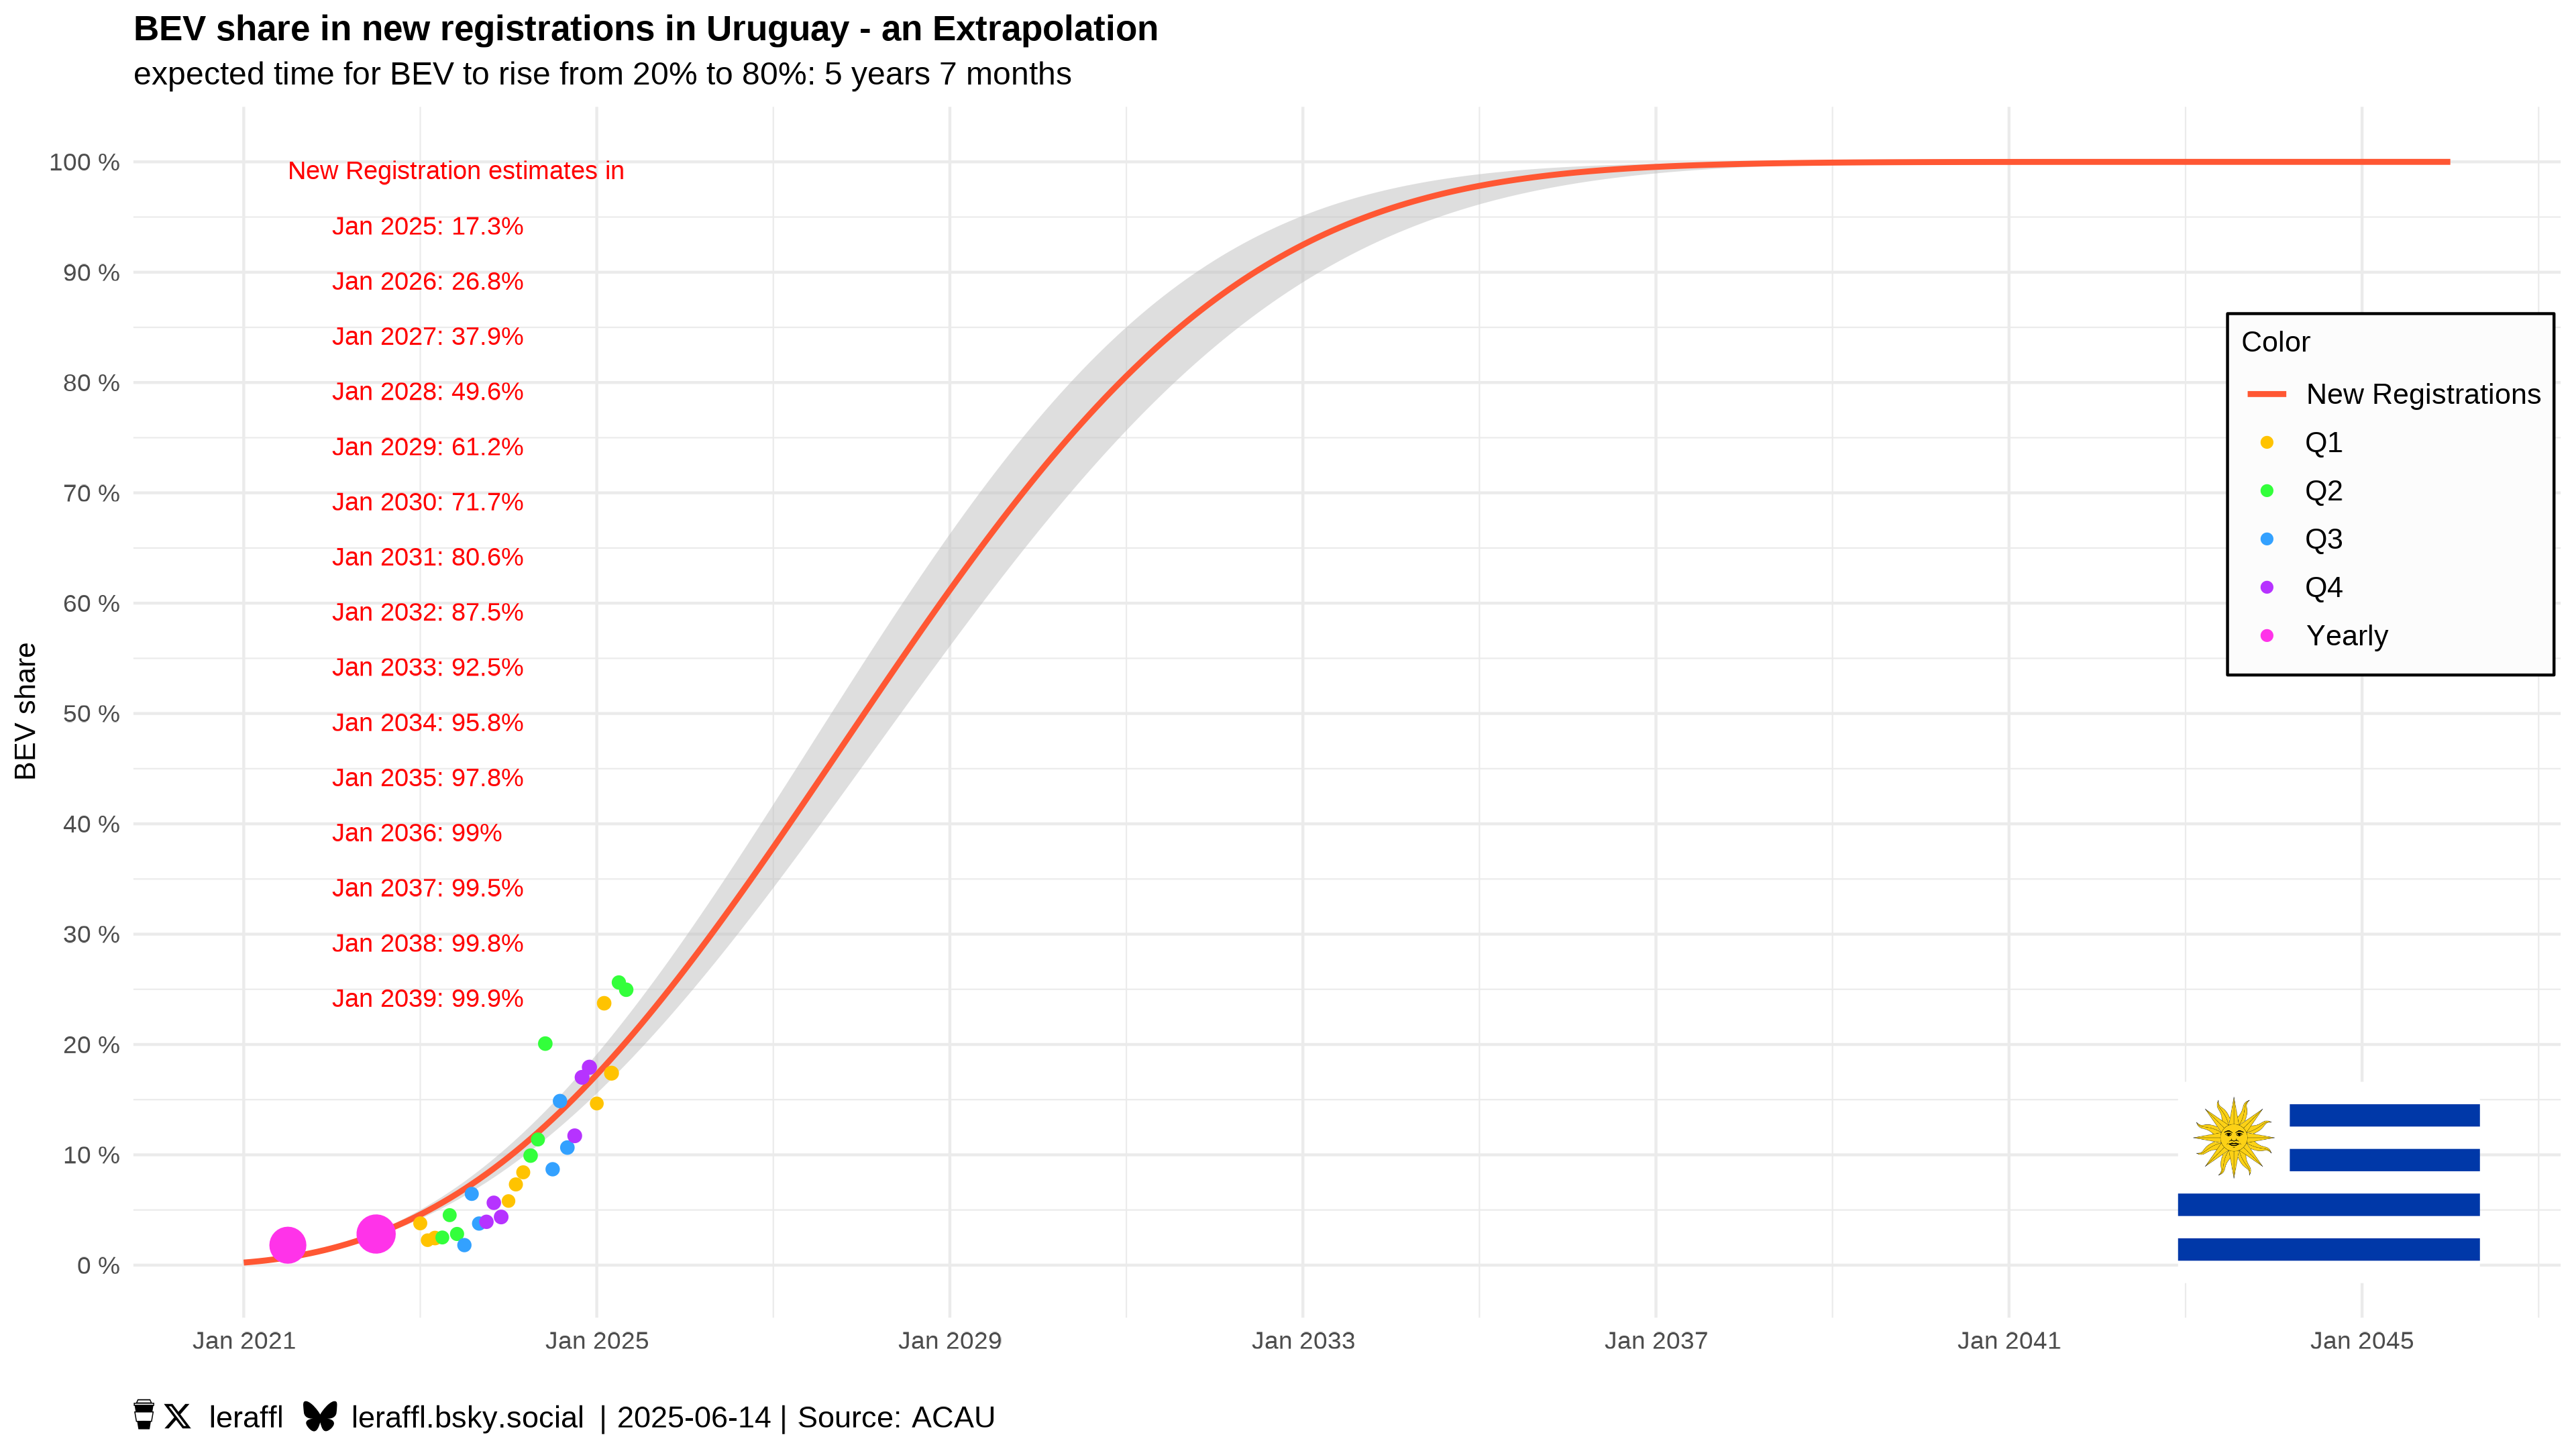 BEV share in new registrations in Uruguay - an Extrapolation
expected time for BEV to rise from 20% to 80%: 5 years 7 months
100 %
90 %
80 %
70 %
60 %
50 %
40 %
30 %
20 %
10 %
0 %
BEV share
New Registration estimates in
Jan 2025: 17.3%
Jan 2026: 26.8%
Jan 2027: 37.9%
Jan 2028: 49.6%
Jan 2029: 61.2%
Jan 2030: 71.7%
Jan 2031: 80.6%
Jan 2032: 87.5%
Jan 2033: 92.5%
Jan 2034: 95.8%
Jan 2035: 97.8%
Jan 2036: 99%
Jan 2037: 99.5%
Jan 2038: 99.8%
Jan 2039: 99.9%
Color
New Registrations
Q1
Q2
Q3
Q4
Yearly
Jan 2021 Jan 2025 Jan 2029 Jan 2033 Jan 2037 Jan 2041 Jan 2045
leraffl leraffl.bsky.social | 2025-06-14 | Source: ACAU